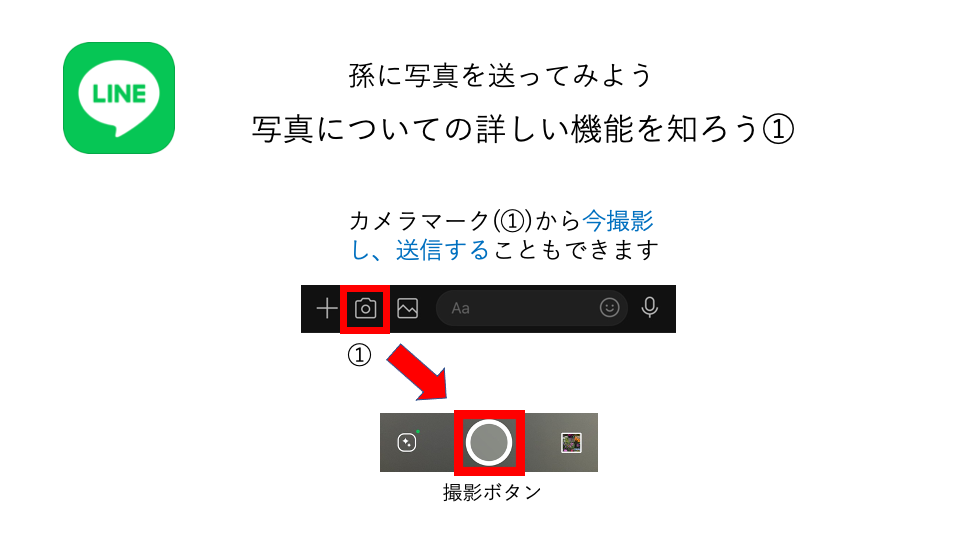 LINE
孫に写真を送ってみよう
写真についての詳しい機能を知ろう①
カメラマーク(①)から今撮影
し、送信することもできます
Aa
①
撮影ボタン